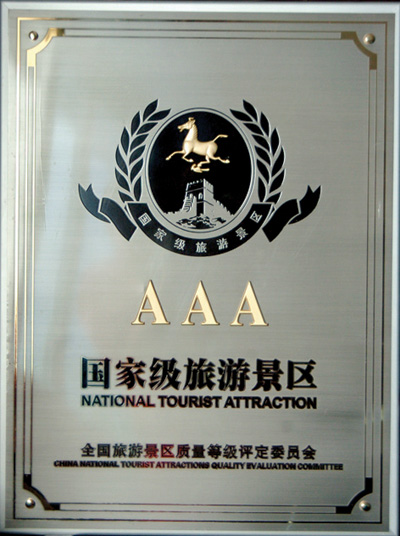 国家级旅游景区
AAA
国家级旅游景区
NATIONAL TOURIST ATTRACTION
全国旅游景区质量等级评定委员会
CHINA NATIONAL TOURIST ATTRACTIONS QUALITY EVALUATION COMMITTEE